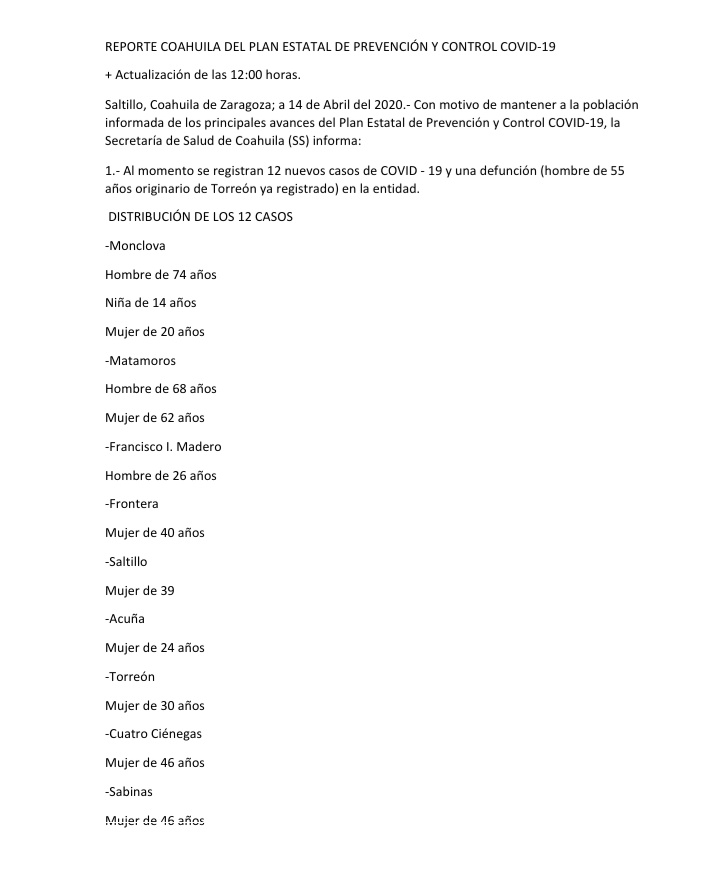 REPORTE COAHUILA DEL PLAN ESTATAL DE PREVENCIÓN Y CONTROL COVID-19
+ Actualización de las 12:00 horas.
Saltillo, Coahuila de Zaragoza; a 14 de Abril del 2020.- Con motivo de mantener a la población
informada de los principales avances del Plan Estatal de Prevención y Control COVID-19, la
Secretaría de Salud de Coahuila (SS) informa:
1.- Al momento se registran 12 nuevos casos de COVID - 19 y una defunción (hombre de 55
años originario de Torreón ya registrado) en la entidad.
DISTRIBUCIÓN DE LOS 12 CASOS
-Monclova
Hombre de 74 años
Niña de 14 años
Mujer de 20 años
-Matamoros
Hombre de 68 años
Mujer de 62 años
-Francisco I. Madero
Hombre de 26 años
-Frontera
Mujer de 40 años
-Saltillo
Mujer de 39
-Acuña
Mujer de 24 años
-Torreón
Mujer de 30 años
-Cuatro Ciénegas
Mujer de 46 años
-Sabinas
Mujer de 46 años